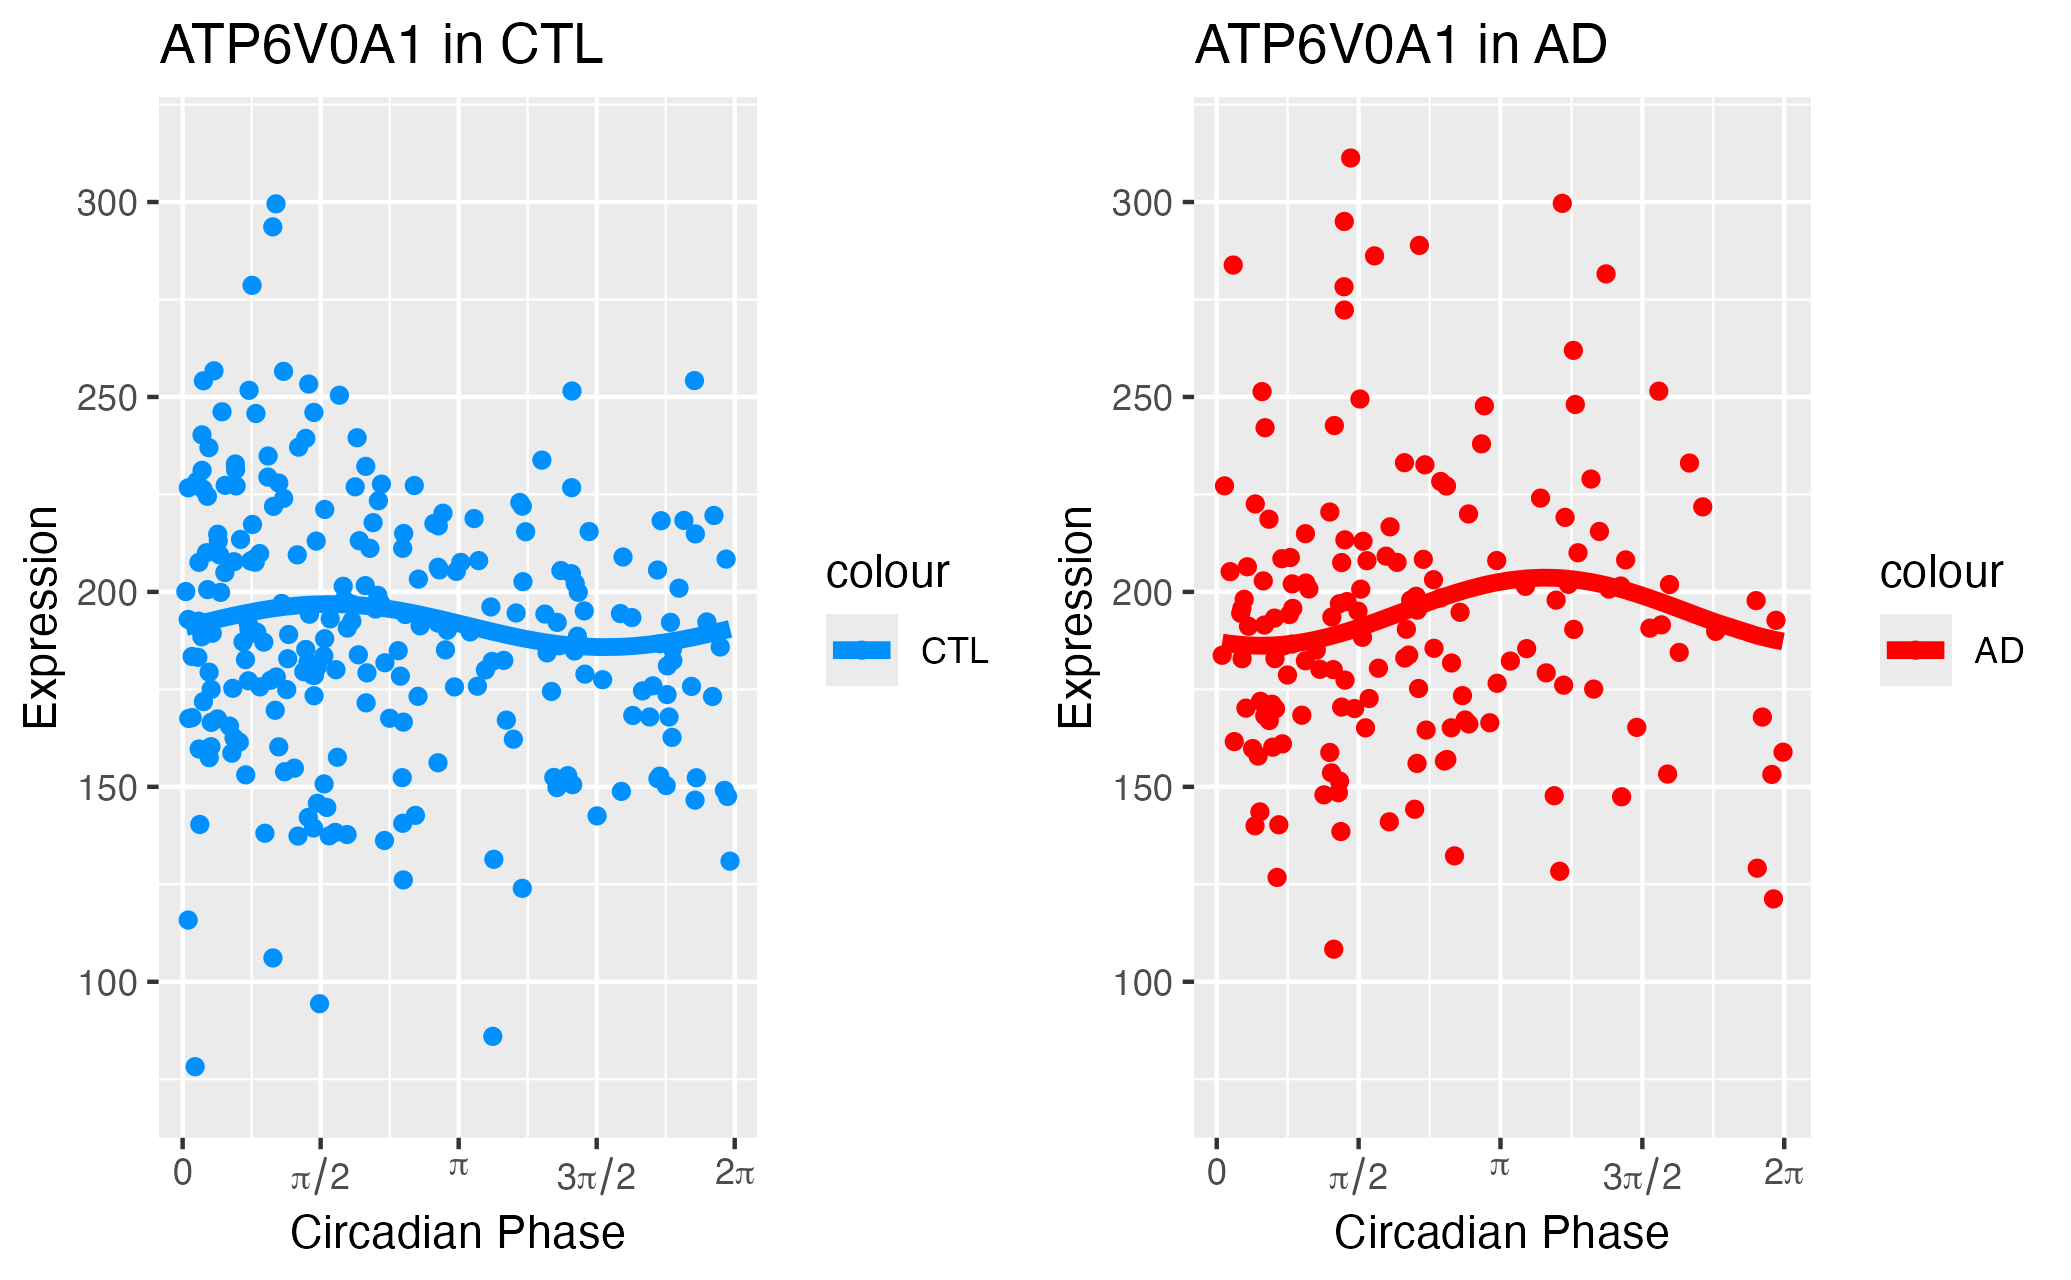 ATP6V0A1 in CTL
Expression
300
250
200
150
100
0 π/2 π 3π/2 2π
Circadian Phase
colour
CTL
ATP6V0A1 in AD
Expression
300
250
200
150
100
0 π/2 π 3π/2 2π
Circadian Phase
colour
AD